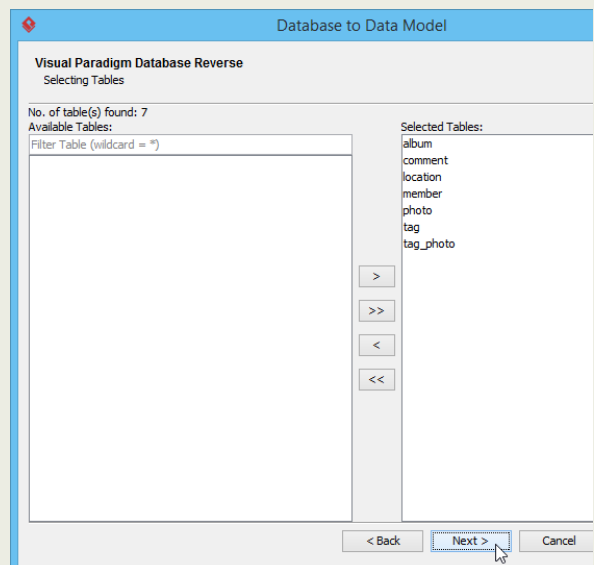 Database to Data Model
Visual Paradigm Database Reverse
Selecting Tables
No. of table(s) found: 7
Available Tables:
Filter Table (wildcard = *)
Selected Tables:
album
comment
location
member
photo
tag
tag_photo
>
>>
<
<<
< Back
Next >
Cancel